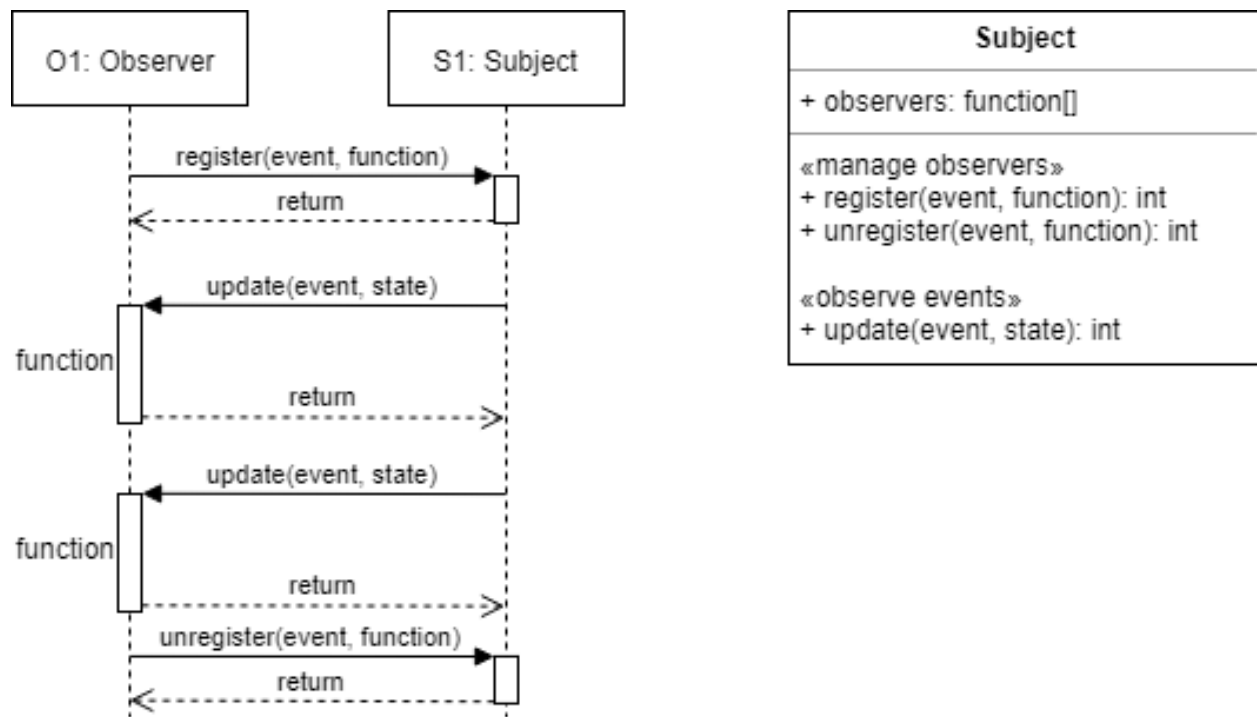 O1: Observer
S1: Subject
register(event, function)
return
update(event, state)
function
return
update(event, state)
function
return
unregister(event, function)
return
Subject
+ observers: function[]
«manage observers»
+ register(event, function): int
+ unregister(event, function): int
«observe events»
+ update(event, state): int